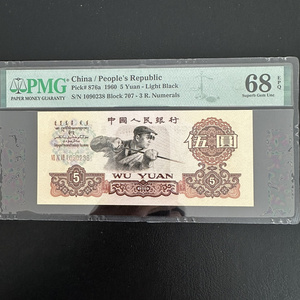 PMG
PAPER MONEY GUARANTY
China / People's Republic
Pick# 876a 1960 5 Yuan - Light Black
S/N 1090238 Block 707 - 3 R. Numerals
68 EPQ
Superb Gem Unc
中国人民银行
伍圆
5
WU YUAN
5